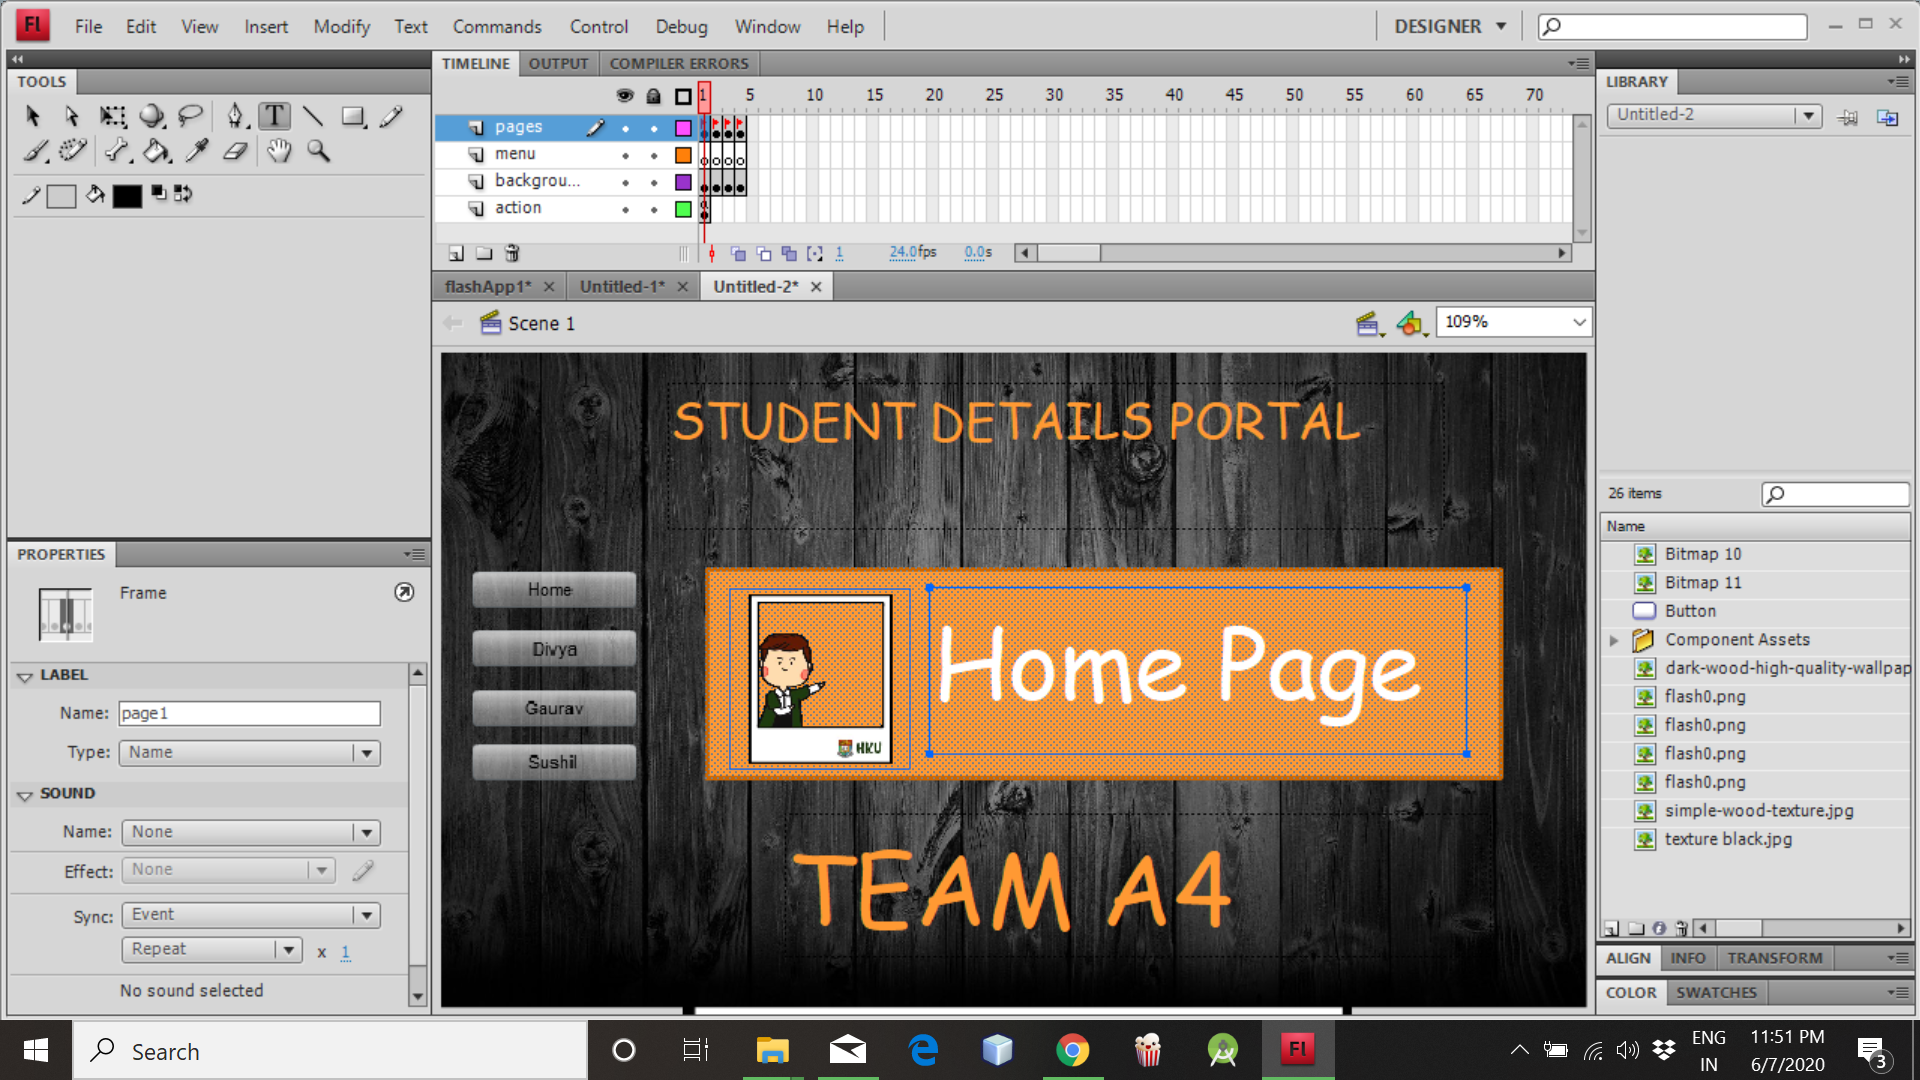 Fl File Edit View Insert Modify Text Commands Control Debug Window Help DESIGNER
TOOLS
TIMELINE OUTPUT COMPILER ERRORS
1 5 10 15 20 25 30 35 40 45 50 55 60 65 70
pages
menu
backgrou...
action
1 24.0fps 0.0s
flashApp1* Untitled-1* Untitled-2*
Scene 1
109%
STUDENT DETAILS PORTAL
Home
Divya
Gaurav
Sushil
HKU
Home Page
TEAM A4
PROPERTIES
Frame
LABEL
Name: page1
Type: Name
SOUND
Name: None
Effect: None
Sync: Event
Repeat x 1
No sound selected
LIBRARY
Untitled-2
26 items
Name
Bitmap 10
Bitmap 11
Button
Component Assets
dark-wood-high-quality-wallpap
flash0.png
flash0.png
flash0.png
flash0.png
simple-wood-texture.jpg
texture black.jpg
ALIGN INFO TRANSFORM
COLOR SWATCHES
Search
Fl
ENG
IN
11:51 PM
6/7/2020
3